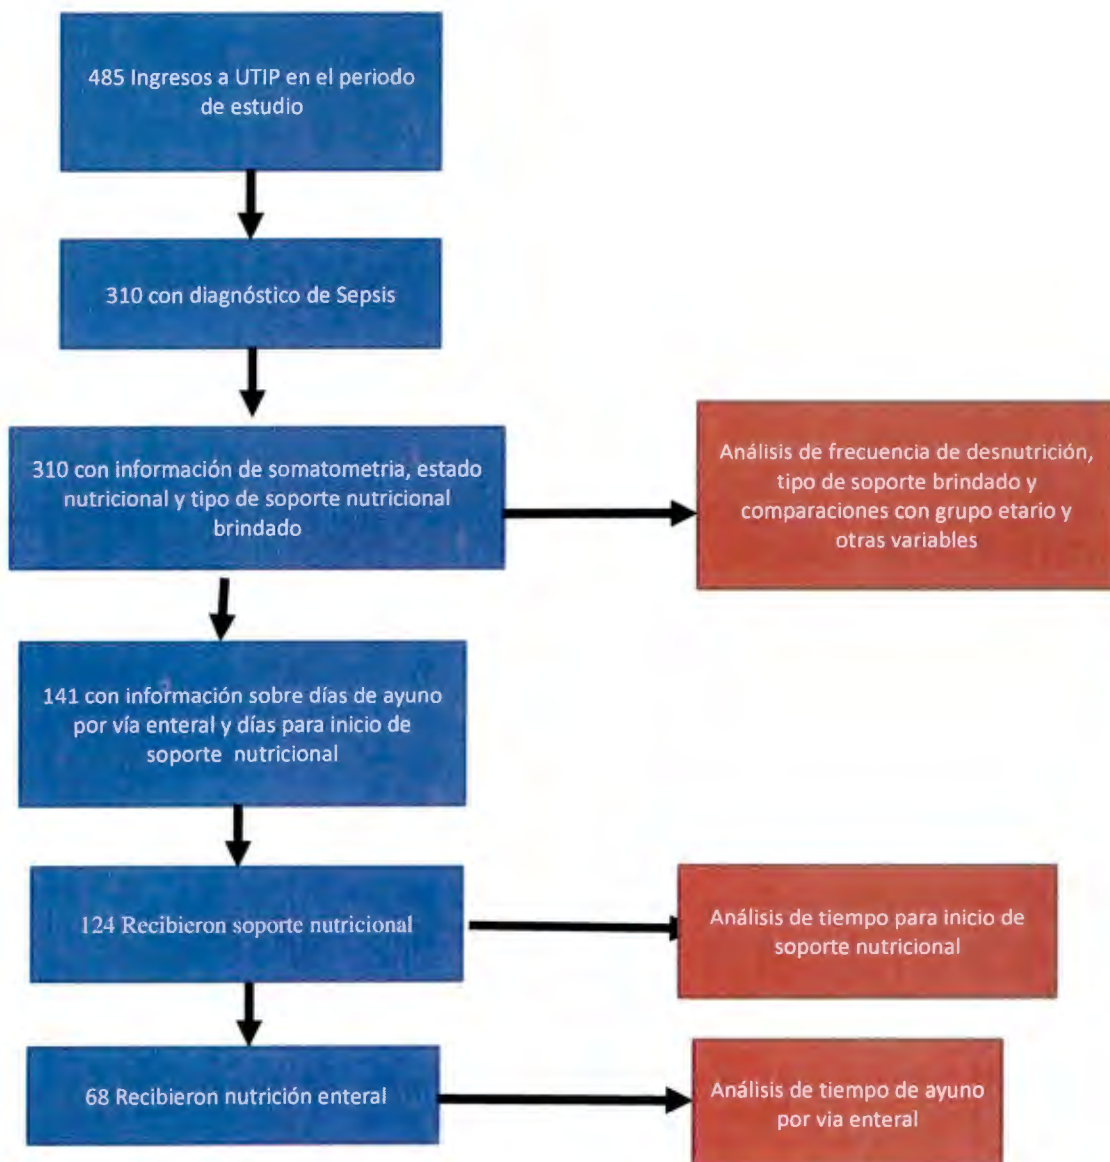 485 Ingresos a UTIP en el periodo
de estudio
310 con diagnóstico de Sepsis
310 con información de somatometria, estado
nutricional y tipo de soporte nutricional
brindado
Análisis de frecuencia de desnutrición,
tipo de soporte brindado y
comparaciones con grupo etario y
otras variables
141 con información sobre días de ayuno
por vía enteral y días para inicio de
soporte nutricional
124 Recibieron soporte nutricional
Análisis de tiempo para inicio de
soporte nutricional
68 Recibieron nutrición enteral
Análisis de tiempo de ayuno
por via enteral